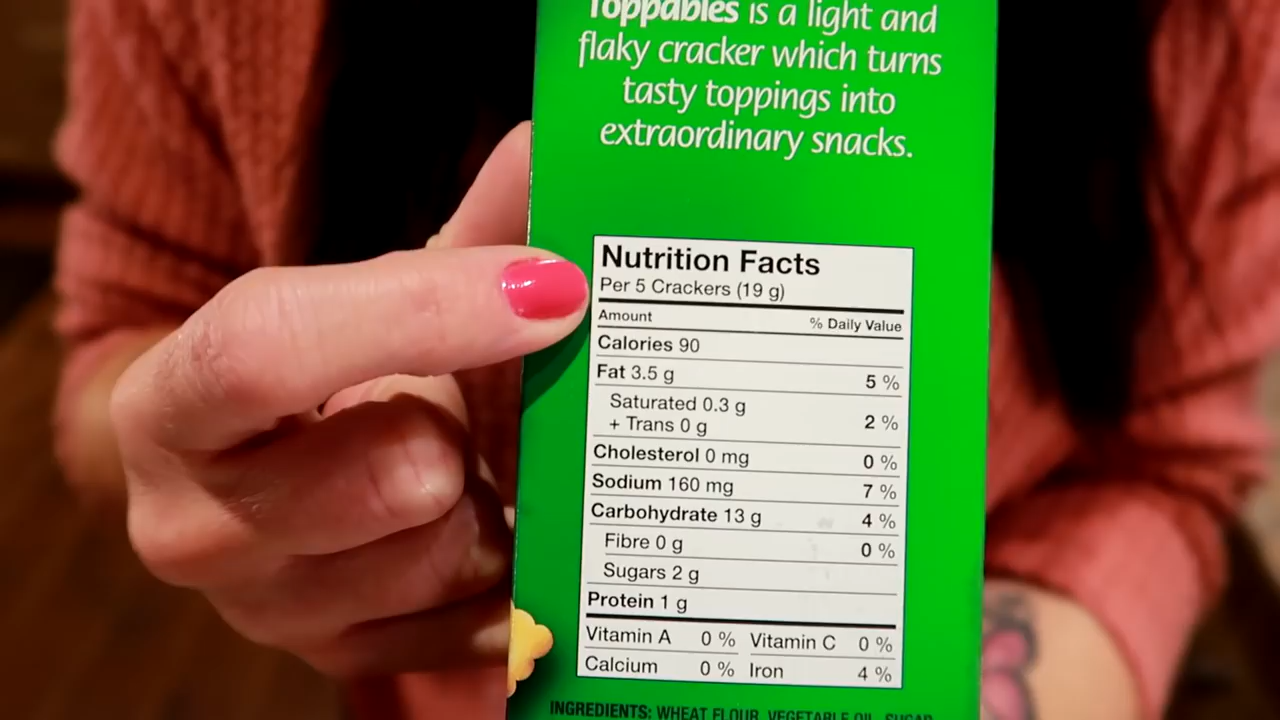 Toppables is a light and
flaky cracker which turns
tasty toppings into
extraordinary snacks.
Nutrition Facts
Per 5 Crackers (19 g)
Amount % Daily Value
Calories 90
Fat 3.5 g 5 %
Saturated 0.3 g
+ Trans 0 g 2 %
Cholesterol 0 mg 0 %
Sodium 160 mg 7 %
Carbohydrate 13 g 4 %
Fibre 0 g 0 %
Sugars 2 g
Protein 1 g
Vitamin A 0 % Vitamin C 0 %
Calcium 0 % Iron 4 %
INGREDIENTS: WHEAT FLOUR, VEGETABLE OIL, SUGAR,